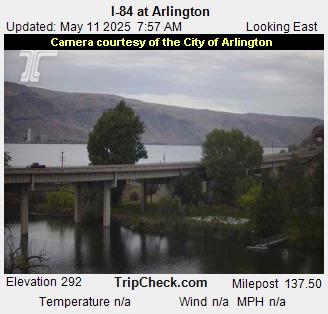 I-84 at Arlington
Updated: May 11 2025 7:57 AM Looking East
Camera courtesy of the City of Arlington
Elevation 292 TripCheck.com Milepost 137.50
Temperature n/a Wind n/a MPH n/a